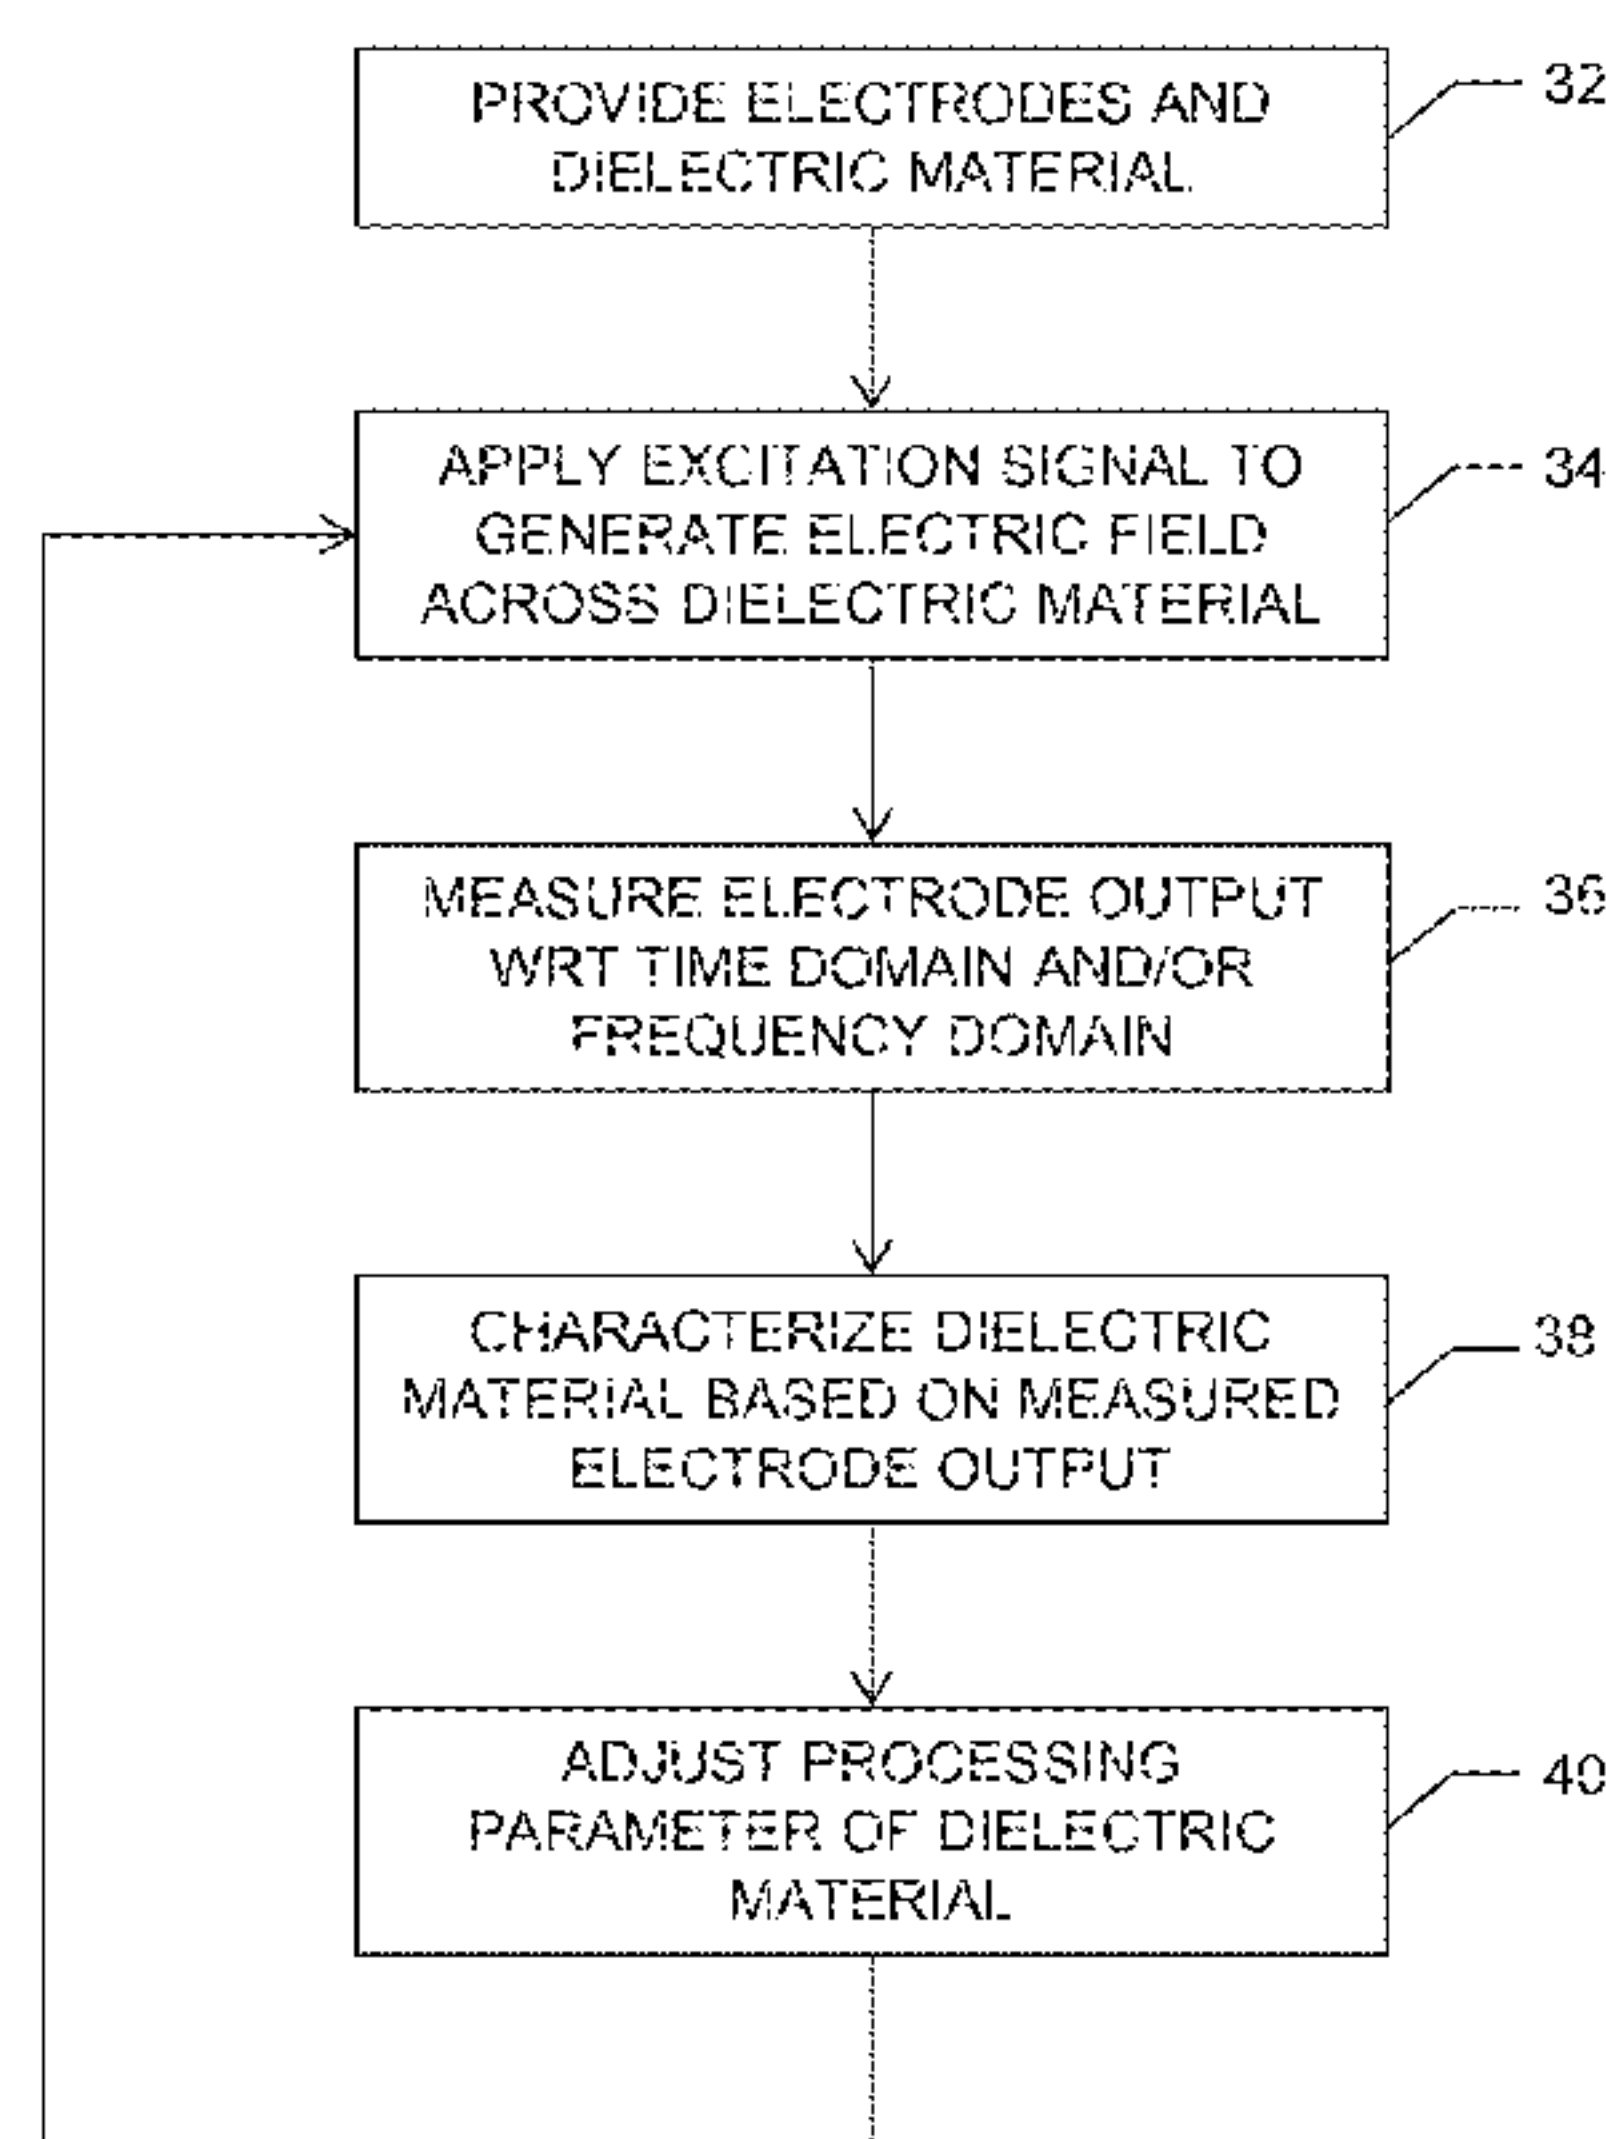 PROVIDE ELECTRODES AND
DIELECTRIC MATERIAL
32
APPLY EXCITATION SIGNAL TO
GENERATE ELECTRIC FIELD
ACROSS DIELECTRIC MATERIAL
34
MEASURE ELECTRODE OUTPUT
WRT TIME DOMAIN AND/OR
FREQUENCY DOMAIN
36
CHARACTERIZE DIELECTRIC
MATERIAL BASED ON MEASURED
ELECTRODE OUTPUT
38
ADJUST PROCESSING
PARAMETER OF DIELECTRIC
MATERIAL
40